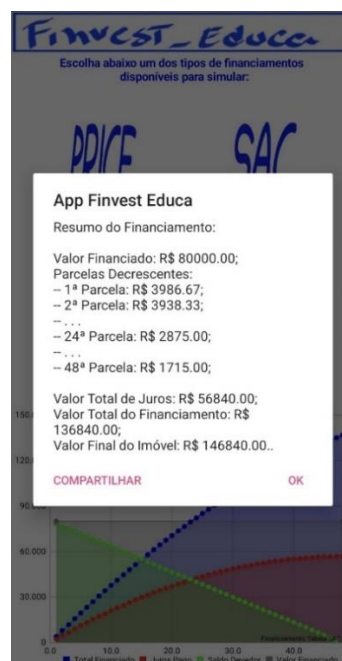 Finvest_Educa
Escolha abaixo um dos tipos de financiamentos
disponíveis para simular:
PRICE SAC
App Finvest Educa
Resumo do Financiamento:
Valor Financiado: R$ 80000.00;
Parcelas Decrescentes:
-- 1ª Parcela: R$ 3986.67;
-- 2ª Parcela: R$ 3938.33;
-- . . .
-- 24ª Parcela: R$ 2875.00;
-- . . .
-- 48ª Parcela: R$ 1715.00;
Valor Total de Juros: R$ 56840.00;
Valor Total do Financiamento: R$
136840.00;
Valor Final do Imóvel: R$ 146840.00..
COMPARTILHAR OK
60.000
30.000
0
0.0 10.0 20.0 30.0 40.0
Total Financiado Juros Pago Saldo Devedor Valor Financiado